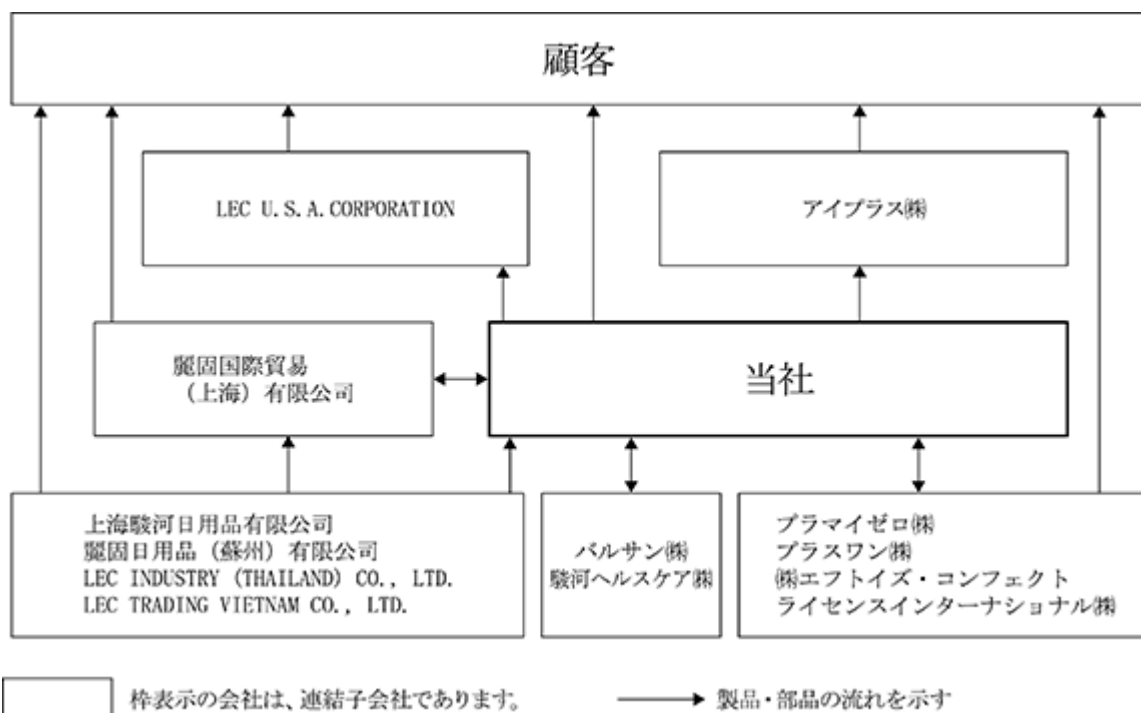 顧客
LEC U.S.A.CORPORATION
アイプラス㈱
麗固国際貿易
（上海）有限公司
当社
上海駿河日用品有限公司
麗固日用品（蘇州）有限公司
LEC INDUSTRY (THAILAND) CO., LTD.
LEC TRADING VIETNAM CO., LTD.
バルサン㈱
駿河ヘルスケア㈱
プラマイゼロ㈱
プラスワン㈱
㈱エフトイズ・コンフェクト
ライセンスインターナショナル㈱
枠表示の会社は、連結子会社であります。
製品・部品の流れを示す